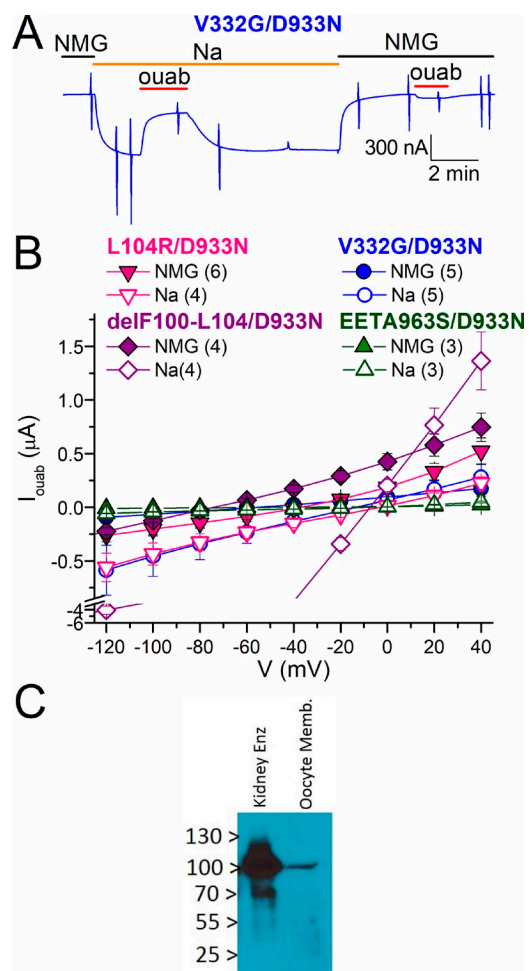 A
V332G/D933N
NMG
Na
NMG
ouab
ouab
300 nA
2 min
B
L104R/D933N
V332G/D933N
NMG (6)
NMG (5)
Na (4)
Na (5)
delF100-L104/D933N
EETA963S/D933N
NMG (4)
NMG (3)
Na(4)
Na (3)
1.5
1.0
0.5
0.0
-0.5
-4
-6
Iouab (µA)
-120 -100 -80 -60 -40 -20 0 20 40
V (mV)
C
Kidney Enz
Oocyte Memb.
130 >
100 >
70 >
55 >
25 >